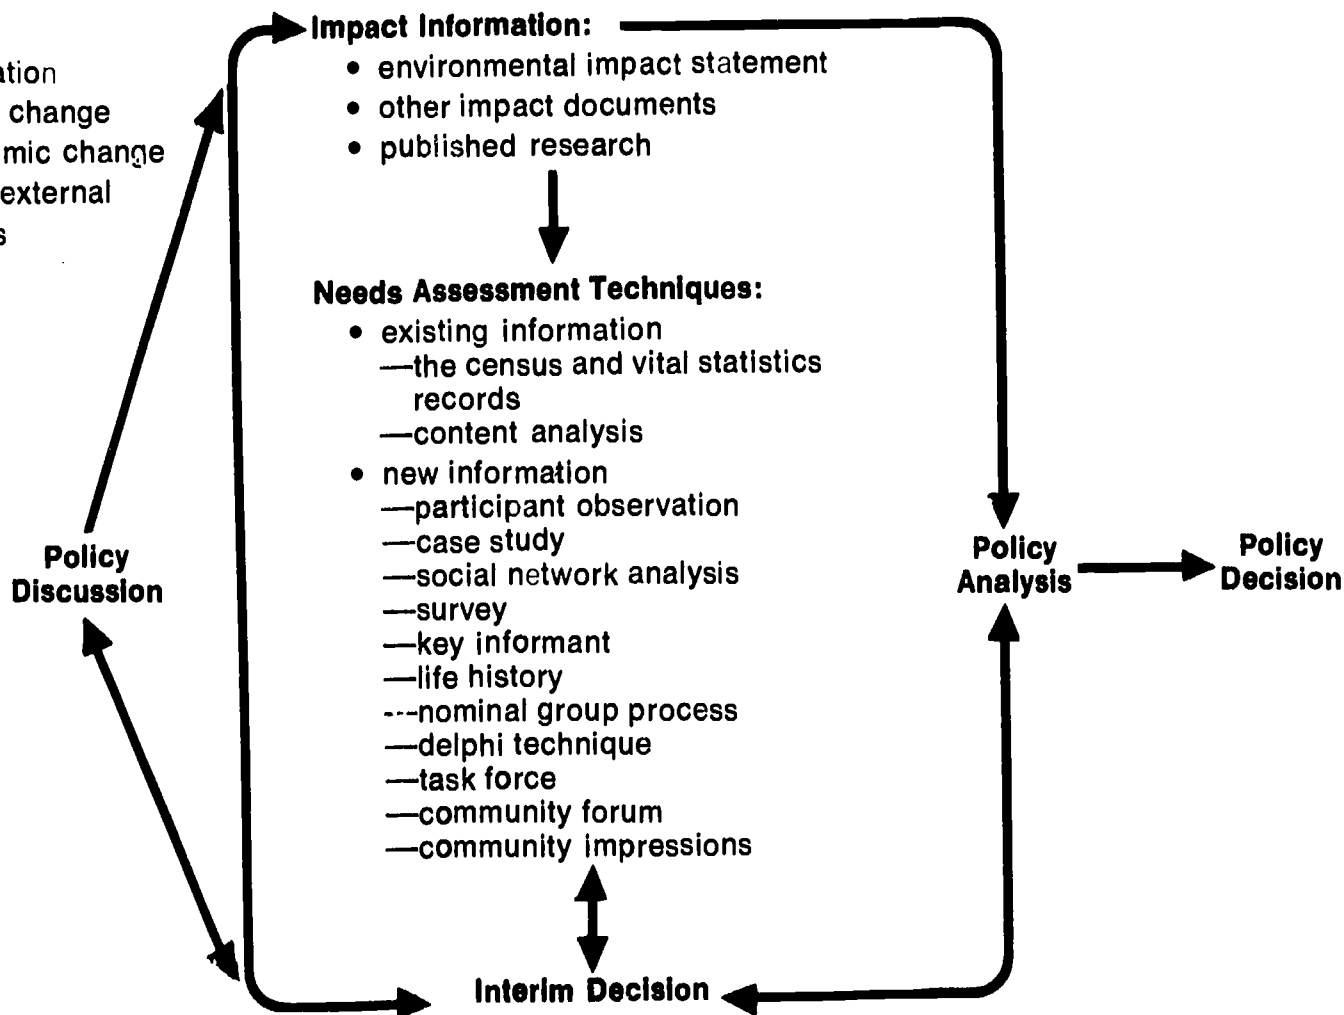 Impact Information:
• environmental impact statement
• other impact documents
• published research
ation
change
mic change
external
s
Needs Assessment Techniques:
• existing information
—the census and vital statistics
records
—content analysis
• new information
—participant observation
—case study
—social network analysis
—survey
—key informant
—life history
---nominal group process
—delphi technique
—task force
—community forum
—community impressions
Policy
Discussion
Policy
Analysis
Policy
Decision
Interim Decision